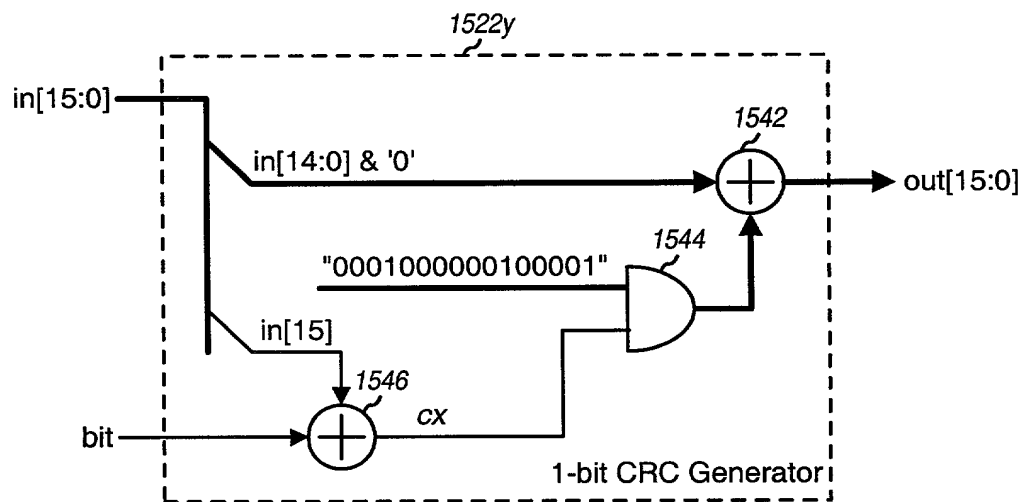 1522y
in[15:0]
1542
in[14:0] & '0'
out[15:0]
1544
"0001000000100001"
in[15]
1546
cx
bit
1-bit CRC Generator